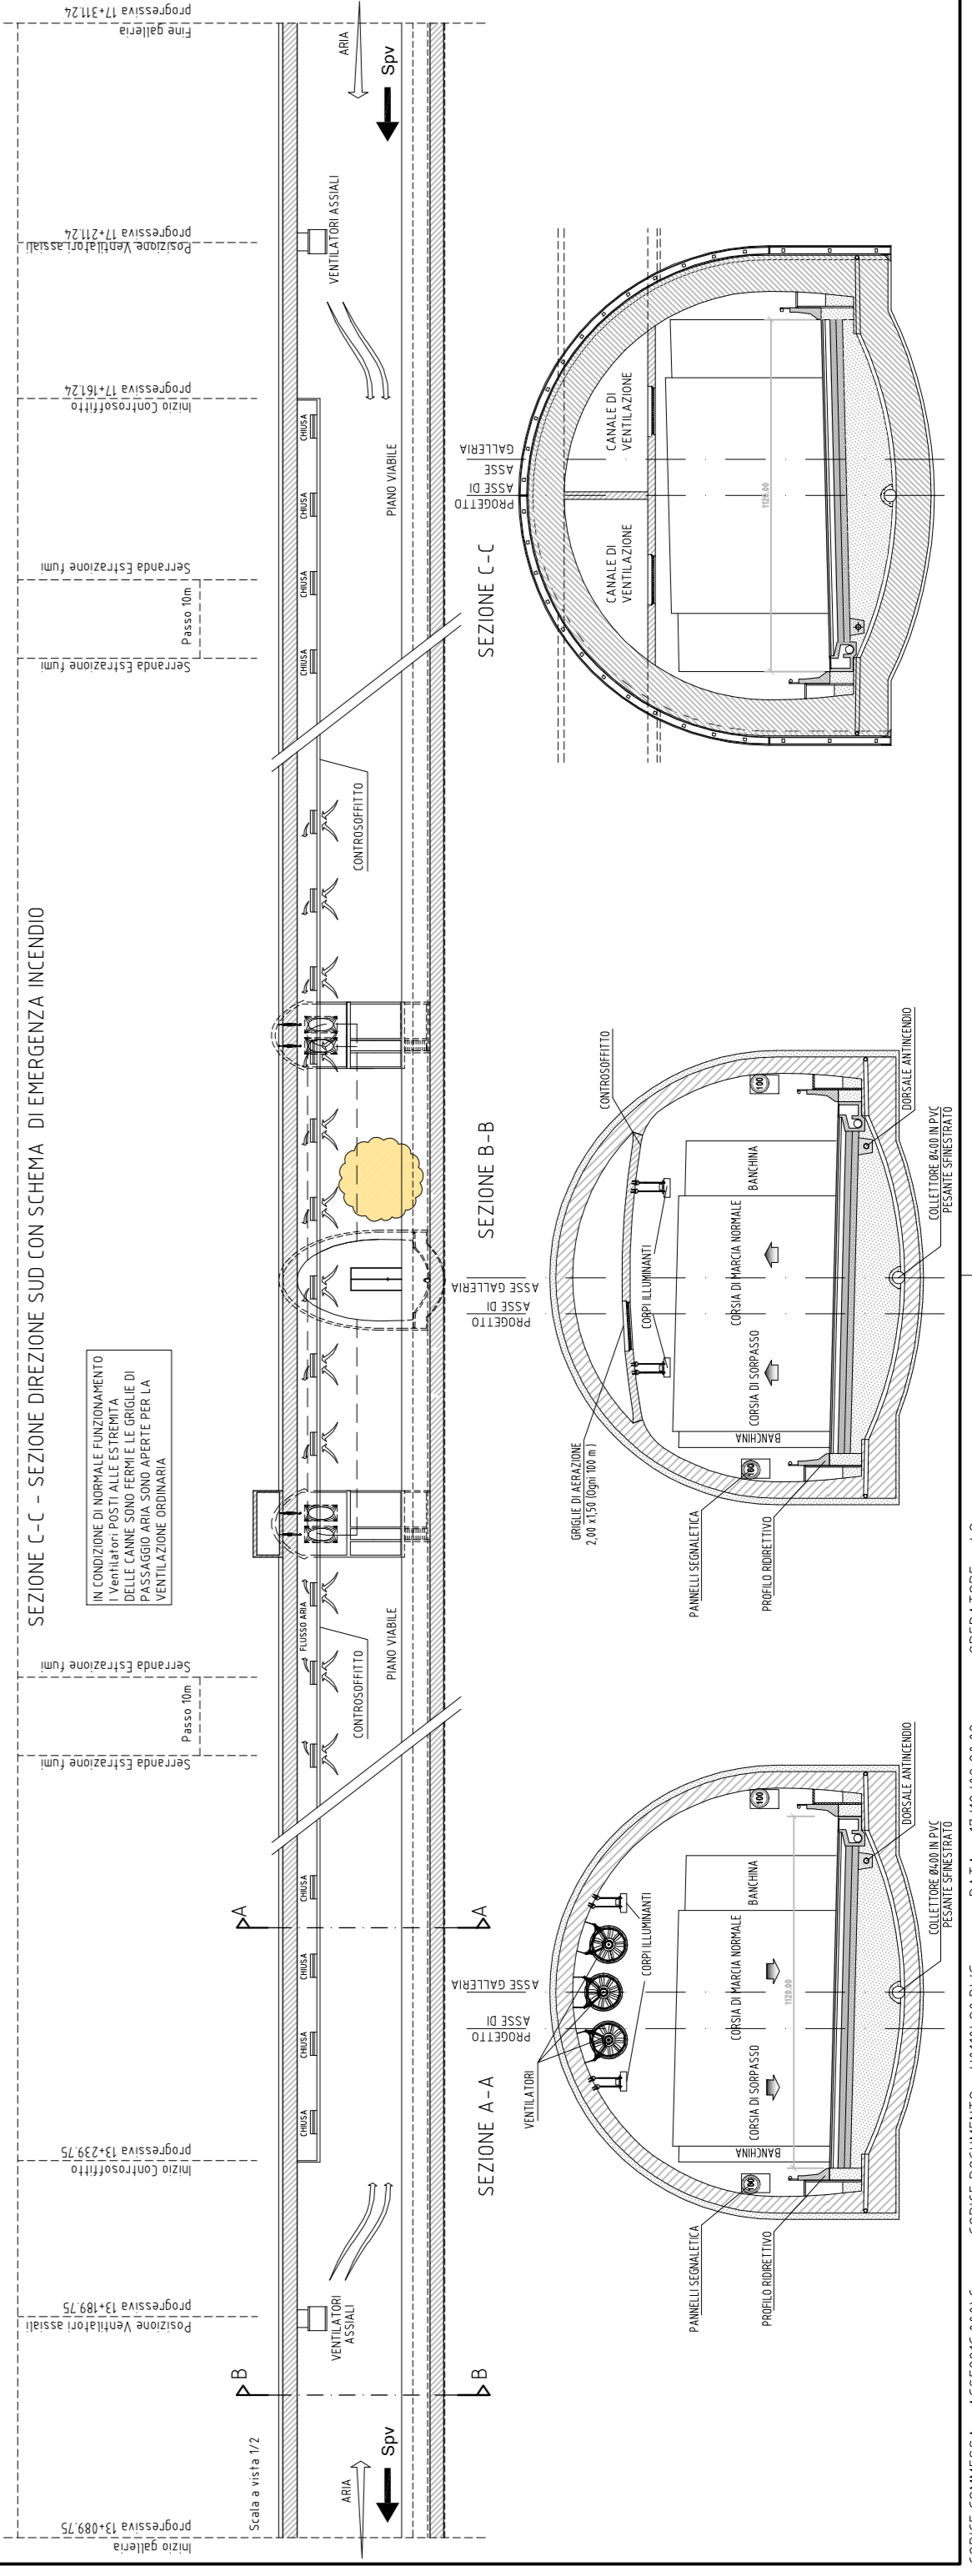 SEZIONE C-C - SEZIONE DIREZIONE SUD CON SCHEMA DI EMERGENZA INCENDIO
IN CONDIZIONE DI NORMALE FUNZIONAMENTO
I Ventilatori POSTI ALLE ESTREMITA
DELLE CANNE SONO FERMI E LE GRIGLIE DI
PASSAGGIO ARIA SONO APERTE PER LA
VENTILAZIONE ORDINARIA
Inizio galleria
progressiva 13+089.75
Posizione Ventilatori assiali
progressiva 13+189.75
Inizio Controsoffitto
progressiva 13+239.75
Serranda Estrazione fumi
Passo 10m
Serranda Estrazione fumi
Serranda Estrazione fumi
Passo 10m
Serranda Estrazione fumi
Inizio Controsoffitto
progressiva 17+161.24
Posizione Ventilatori assiali
progressiva 17+211.24
Fine galleria
progressiva 17+311.24
Scala a vista 1/2
B
A
ARIA
Spv
VENTILATORI
ASSIALI
CHIUSA
CHIUSA
CHIUSA
CHIUSA
FLUSSO ARIA
CONTROSOFFITTO
PIANO VIABILE
CONTROSOFFITTO
CHIUSA
CHIUSA
CHIUSA
CHIUSA
PIANO VIABILE
VENTILATORI ASSIALI
ARIA
Spv
B
A
SEZIONE A-A
PROGETTO
ASSE DI
ASSE GALLERIA
VENTILATORI
CORPI ILLUMINANTI
PANNELLI SEGNALETICA
100
100
BANCHINA
CORSIA DI SORPASSO
CORSIA DI MARCIA NORMALE
BANCHINA
1120.00
PROFILO RIDIRETTIVO
DORSALE ANTINCENDIO
COLLETTORE Ø400 IN PVC
PESANTE SFINESTRATO
SEZIONE B-B
PROGETTO
ASSE DI
ASSE GALLERIA
GRIGLIE DI AERAZIONE
2,00 x1,50 (Ogni 100 m )
CONTROSOFFITTO
CORPI ILLUMINANTI
PANNELLI SEGNALETICA
100
100
BANCHINA
CORSIA DI SORPASSO
CORSIA DI MARCIA NORMALE
BANCHINA
PROFILO RIDIRETTIVO
DORSALE ANTINCENDIO
COLLETTORE Ø400 IN PVC
PESANTE SFINESTRATO
SEZIONE C-C
PROGETTO
ASSE DI
ASSE
GALLERIA
CANALE DI
VENTILAZIONE
CANALE DI
VENTILAZIONE
1120.00